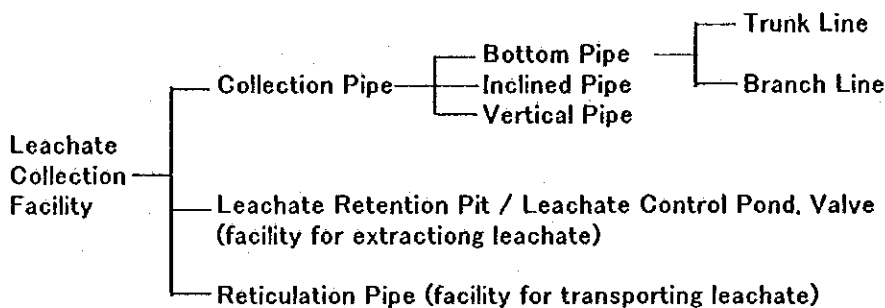 Trunk Line
Bottom Pipe
Collection Pipe
Inclined Pipe
Branch Line
Vertical Pipe
Leachate
Collection
Facility
Leachate Retention Pit / Leachate Control Pond, Valve
(facility for extractiong leachate)
Reticulation Pipe (facility for transporting leachate)